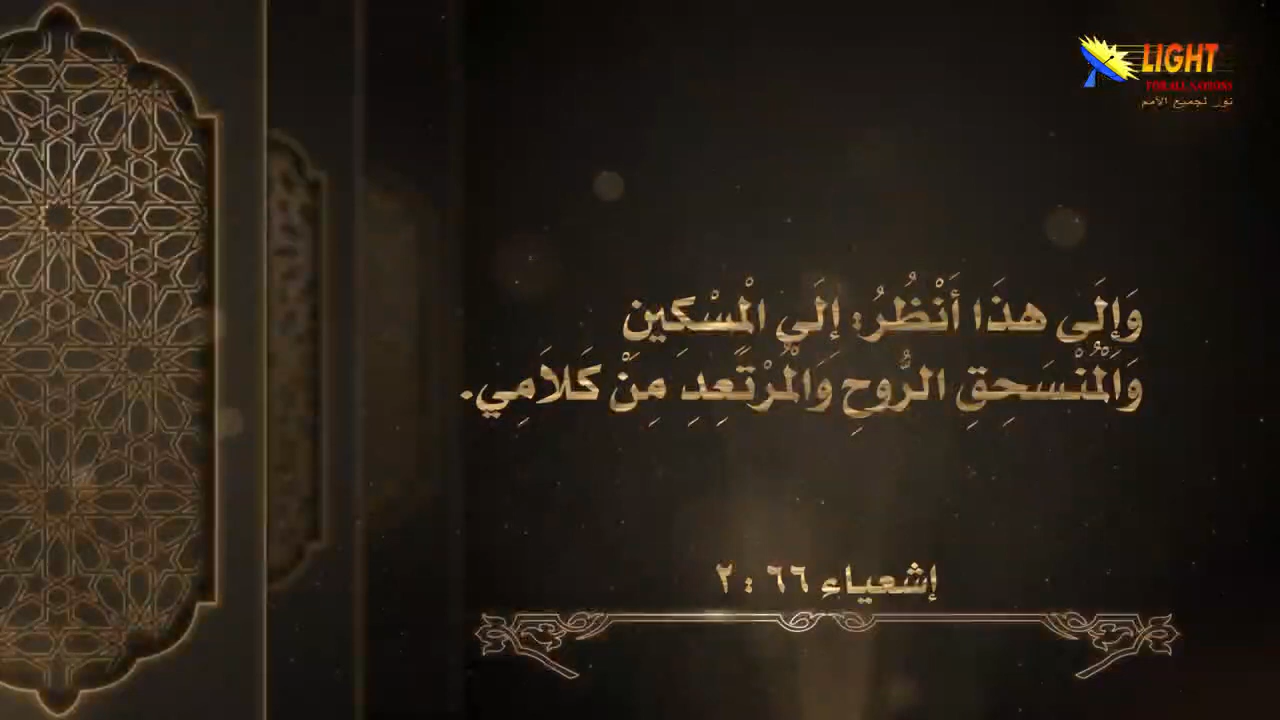 LIGHT
FOR ALL NATIONS
نور لجميع الأمم
وَإِلَى هذَا أَنْظُرُ: إِلَى الْمِسْكِينِ
وَالْمُنْسَحِقِ الرُّوحِ وَالْمُرْتَعِدِ مِنْ كَلاَمِي.
إشعياء ٦٦ : ٢